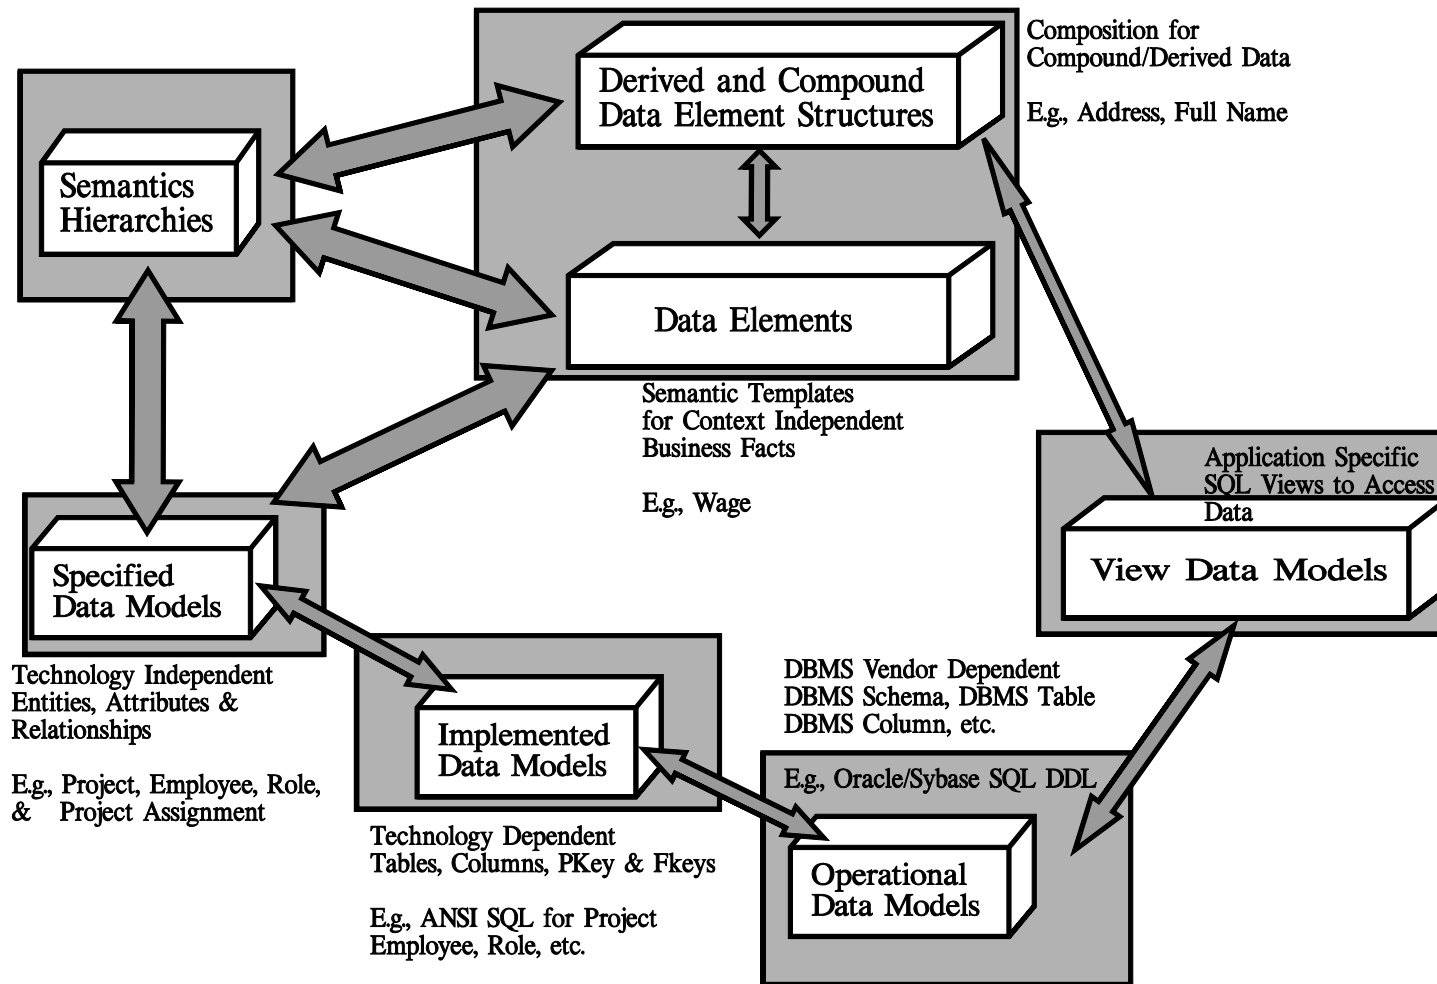 Derived and Compound
Data Element Structures
Composition for
Compound/Derived Data
E.g., Address, Full Name
Semantics
Hierarchies
Data Elements
Semantic Templates
for Context Independent
Business Facts
E.g., Wage
Application Specific
SQL Views to Access
Data
View Data Models
Specified
Data Models
Technology Independent
Entities, Attributes &
Relationships
E.g., Project, Employee, Role,
& Project Assignment
Implemented
Data Models
Technology Dependent
Tables, Columns, PKey & Fkeys
E.g., ANSI SQL for Project
Employee, Role, etc.
DBMS Vendor Dependent
DBMS Schema, DBMS Table
DBMS Column, etc.
E.g., Oracle/Sybase SQL DDL
Operational
Data Models